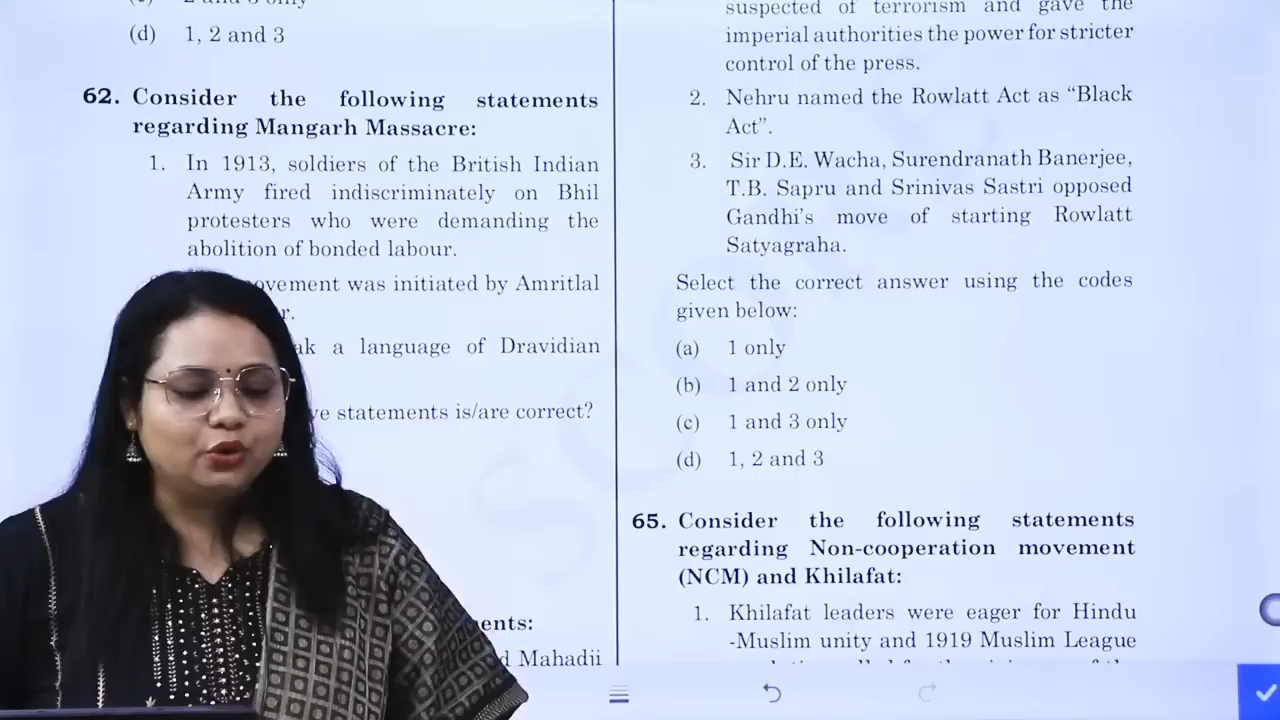 2 and 3 only
(d) 1, 2 and 3
62. Consider the following statements
regarding Mangarh Massacre:
1. In 1913, soldiers of the British Indian
Army fired indiscriminately on Bhil
protesters who were demanding the
abolition of bonded labour.
was initiated by Amritlal
a language of Dravidian
statements is/are correct?
Mahadji
suspected of terrorism and gave the
imperial authorities the power for stricter
control of the press.
2. Nehru named the Rowlatt Act as “Black
Act”.
3. Sir D.E. Wacha, Surendranath Banerjee,
T.B. Sapru and Srinivas Sastri opposed
Gandhi’s move of starting Rowlatt
Satyagraha.
Select the correct answer using the codes
given below:
(a) 1 only
(b) 1 and 2 only
(c) 1 and 3 only
(d) 1, 2 and 3
65. Consider the following statements
regarding Non-cooperation movement
(NCM) and Khilafat:
1. Khilafat leaders were eager for Hindu
-Muslim unity and 1919 Muslim League